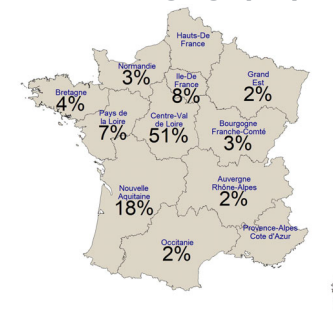 Hauts-De
France
Normandie
3%
Ile-De
France
8%
Grand
Est
2%
Bretagne
4%
Pays de
la Loire
7%
Centre-Val
de Loire
51%
Bourgogne
Franche-Comté
3%
Nouvelle
Aquitaine
18%
Auvergne
Rhône-Alpes
2%
Provence-Alpes
Cote d'Azur
Occitanie
2%